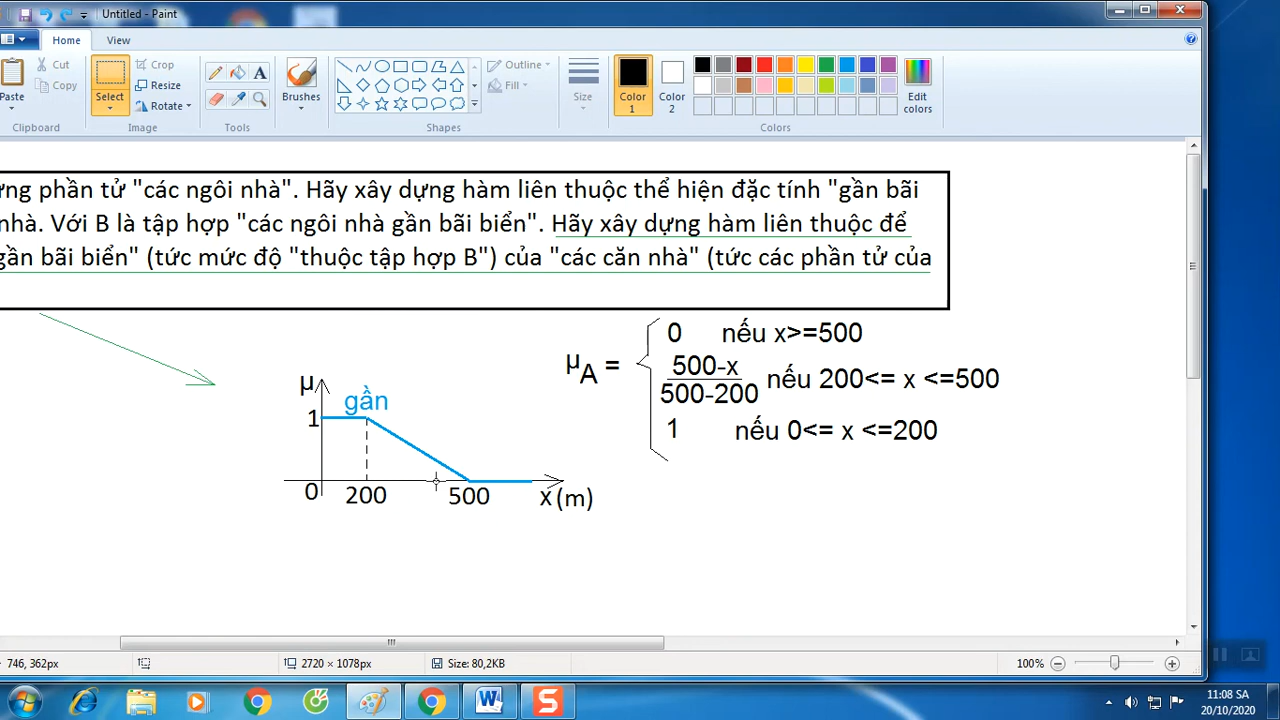 Untitled - Paint
Home
View
Paste
Cut
Copy
Clipboard
Select
Crop
Resize
Rotate
Image
Tools
Brushes
Outline
Fill
Shapes
Size
Color 1
Color 2
Edit colors
Colors
ứng phần tử "các ngôi nhà". Hãy xây dựng hàm liên thuộc thể hiện đặc tính "gần bãi
nhà. Với B là tập hợp "các ngôi nhà gần bãi biển". Hãy xây dựng hàm liên thuộc để
gần bãi biển" (tức mức độ "thuộc tập hợp B") của "các căn nhà" (tức các phần tử của
μ
gần
1
0
200
500
x (m)
μA =
0 nếu x>=500
500-x
500-200
nếu 200<= x <=500
1 nếu 0<= x <=200
746, 362px
2720 × 1078px
Size: 80,2KB
100%
11:08 SA
20/10/2020